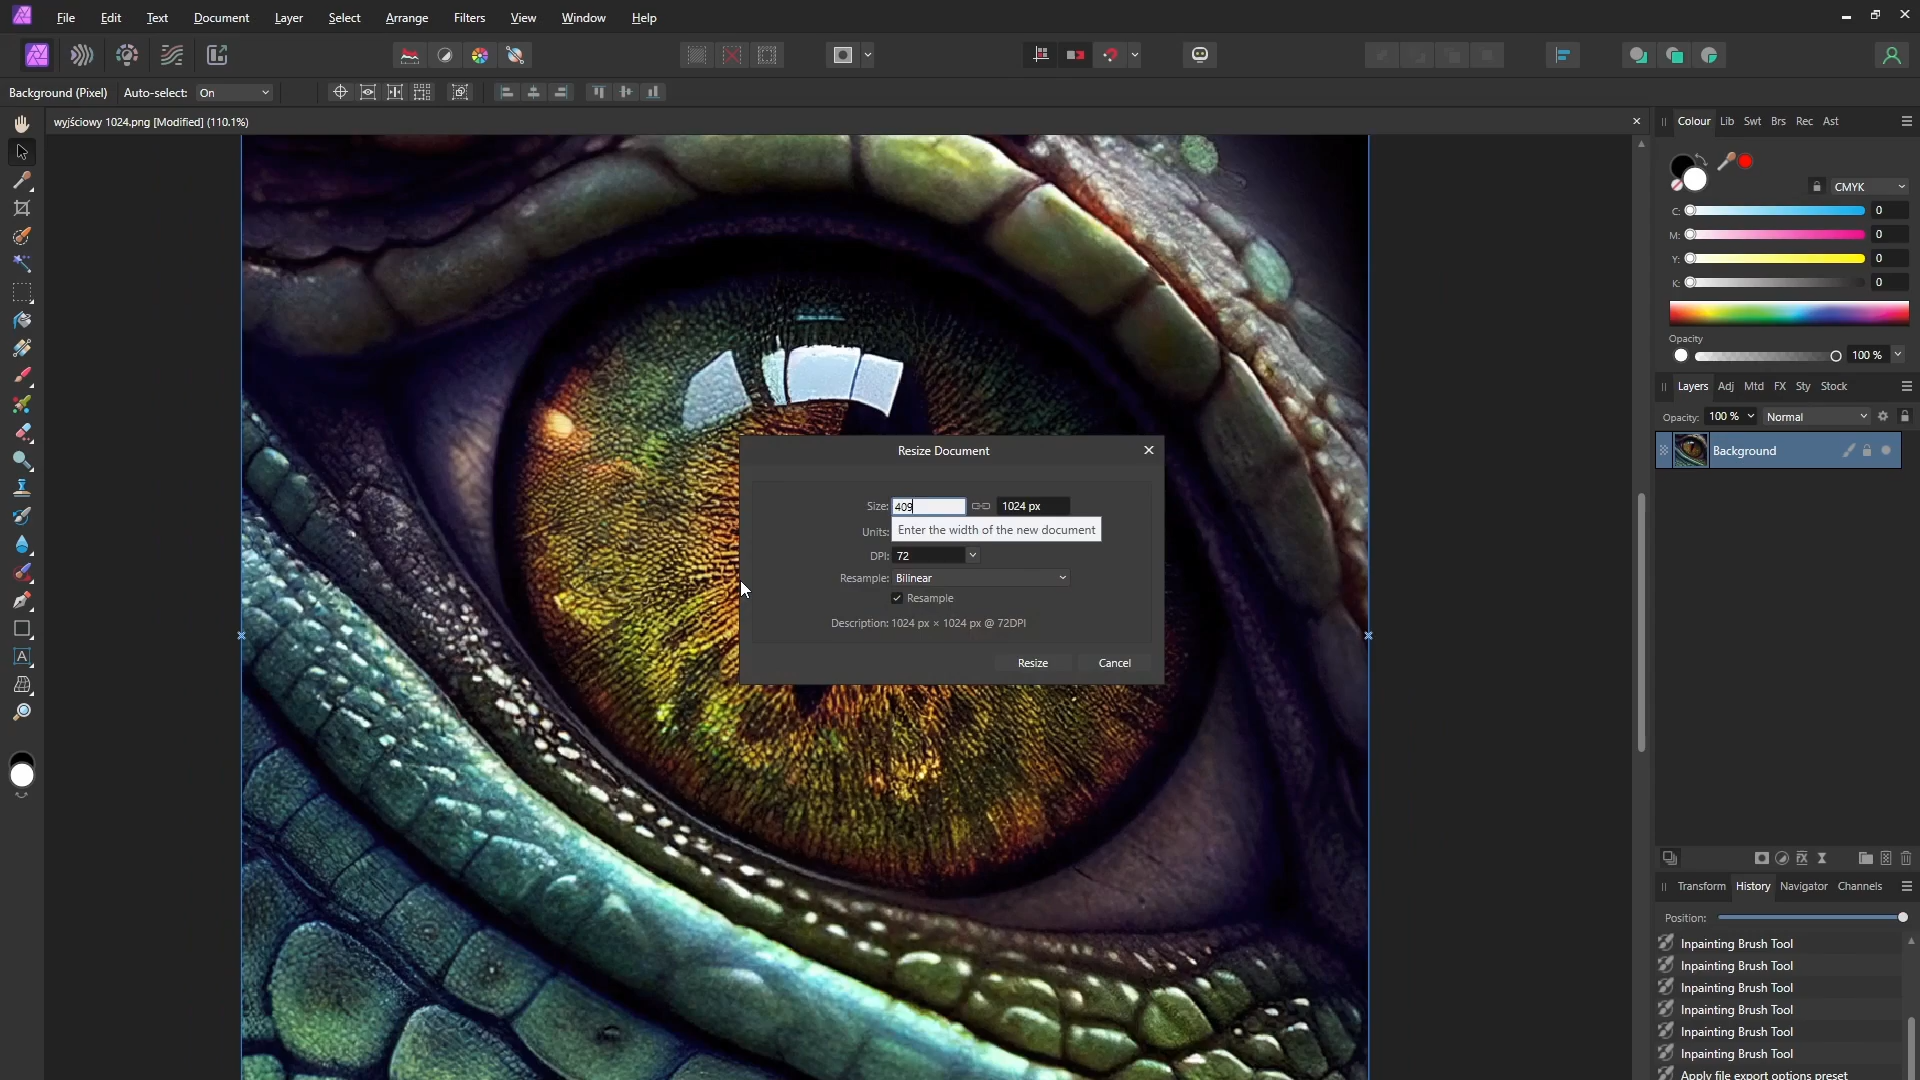 File Edit Text Document Layer Select Arrange Filters View Window Help
Background (Pixel) Auto-select: On
wyjściowy 1024.png [Modified] (110.1%)
Colour Lib Swt Brs Rec Ast
CMYK
C: 0
M: 0
Y: 0
K: 0
Opacity
100 %
Layers Adj Mtd FX Sty Stock
Opacity: 100 % Normal
Background
Resize Document
Size: 409 1024 px
Units: Enter the width of the new document
DPI: 72
Resample: Bilinear
Resample
Description: 1024 px × 1024 px @ 72DPI
Resize Cancel
Transform History Navigator Channels
Position:
Inpainting Brush Tool
Inpainting Brush Tool
Inpainting Brush Tool
Inpainting Brush Tool
Inpainting Brush Tool
Inpainting Brush Tool
Apply file export options preset